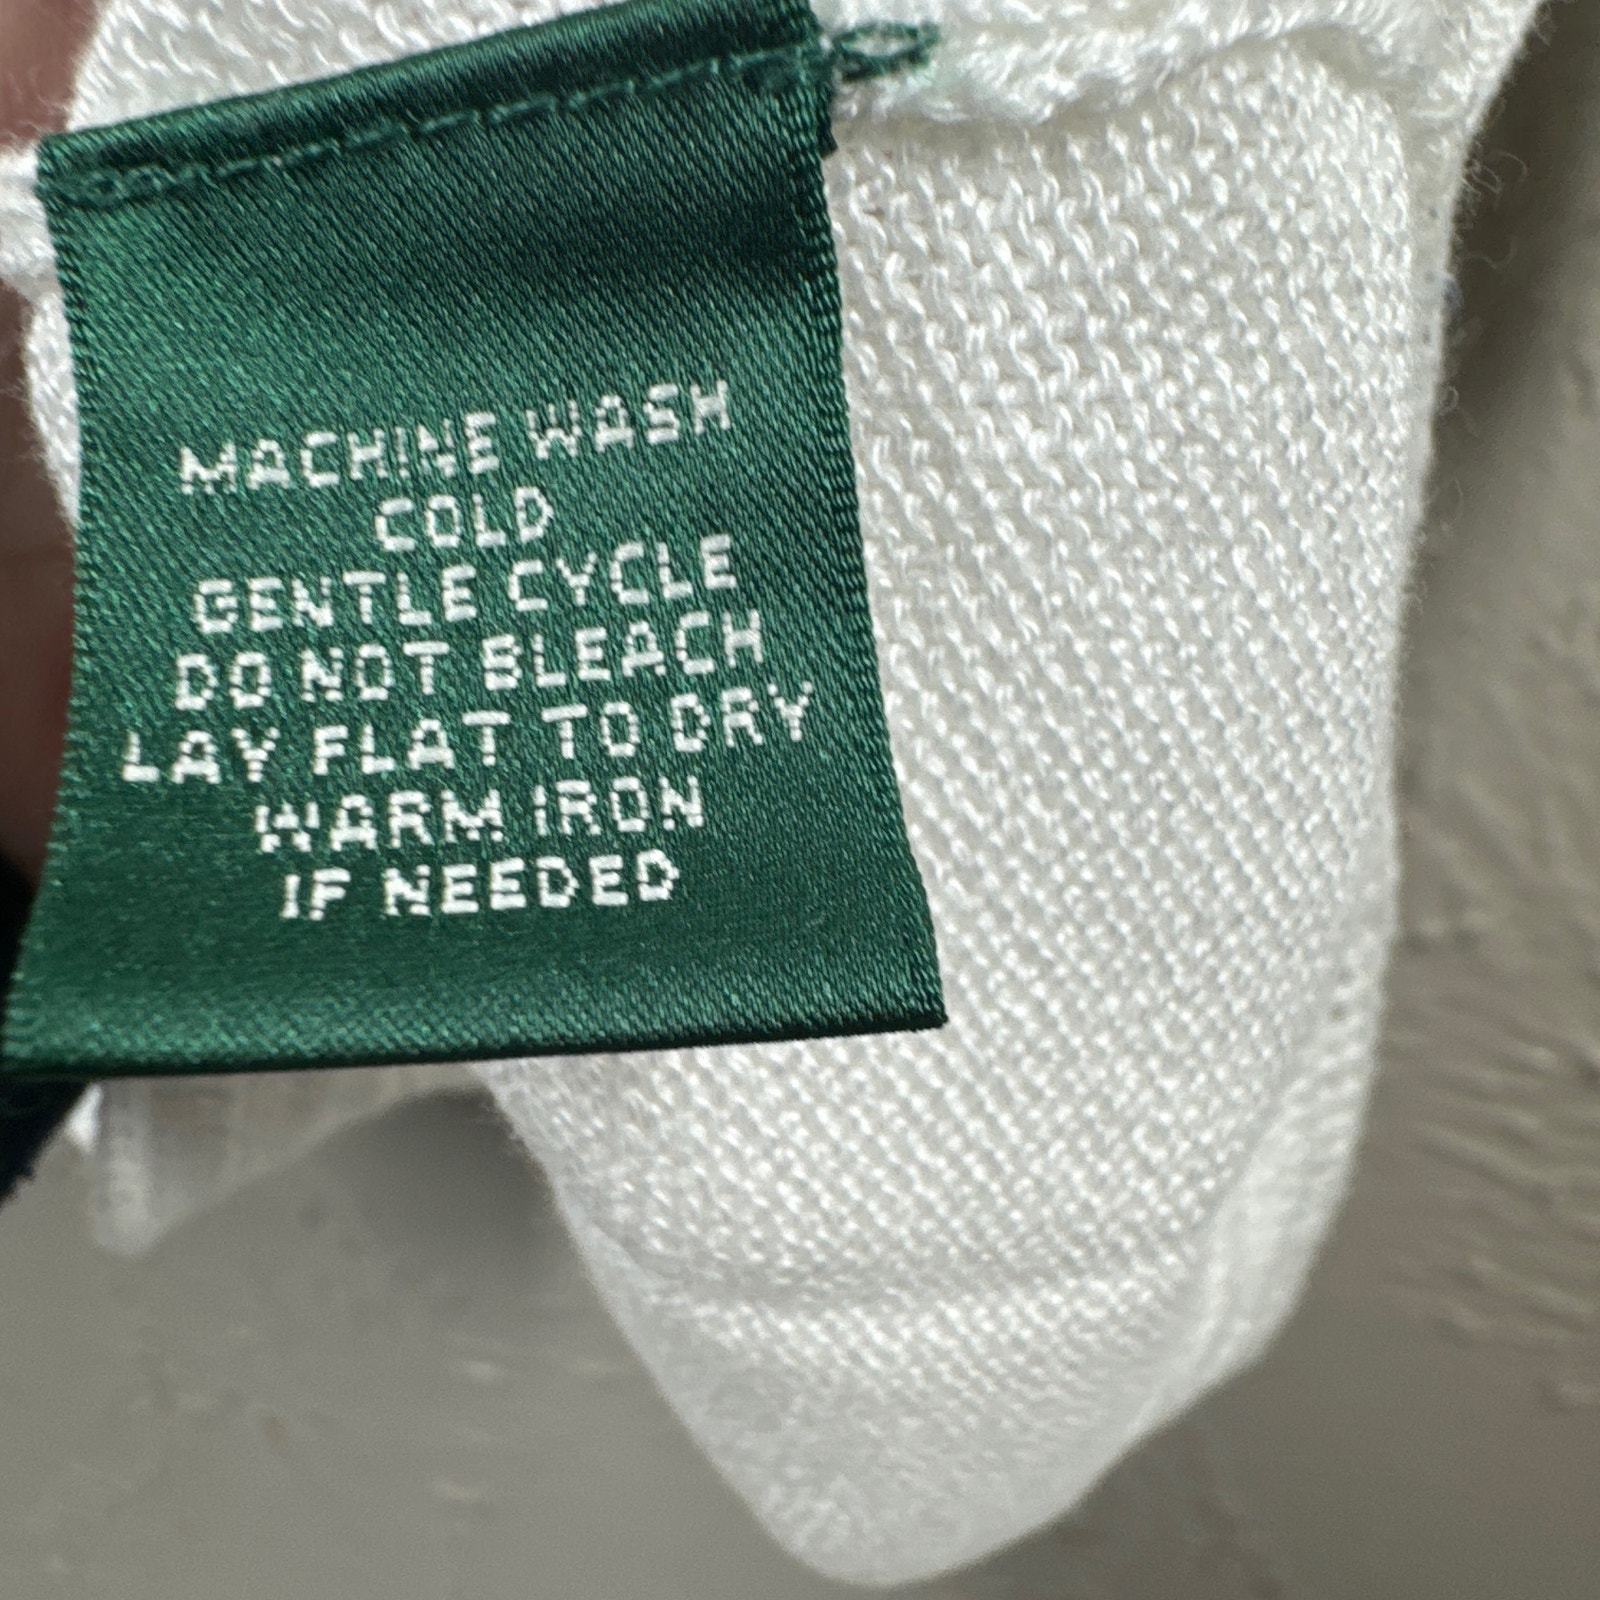 MACHINE WASH
COLD
GENTLE CYCLE
DO NOT BLEACH
LAY FLAT TO DRY
WARM IRON
IF NEEDED